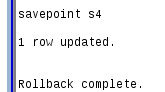 savepoint s4
1 row updated.
Rollback complete.